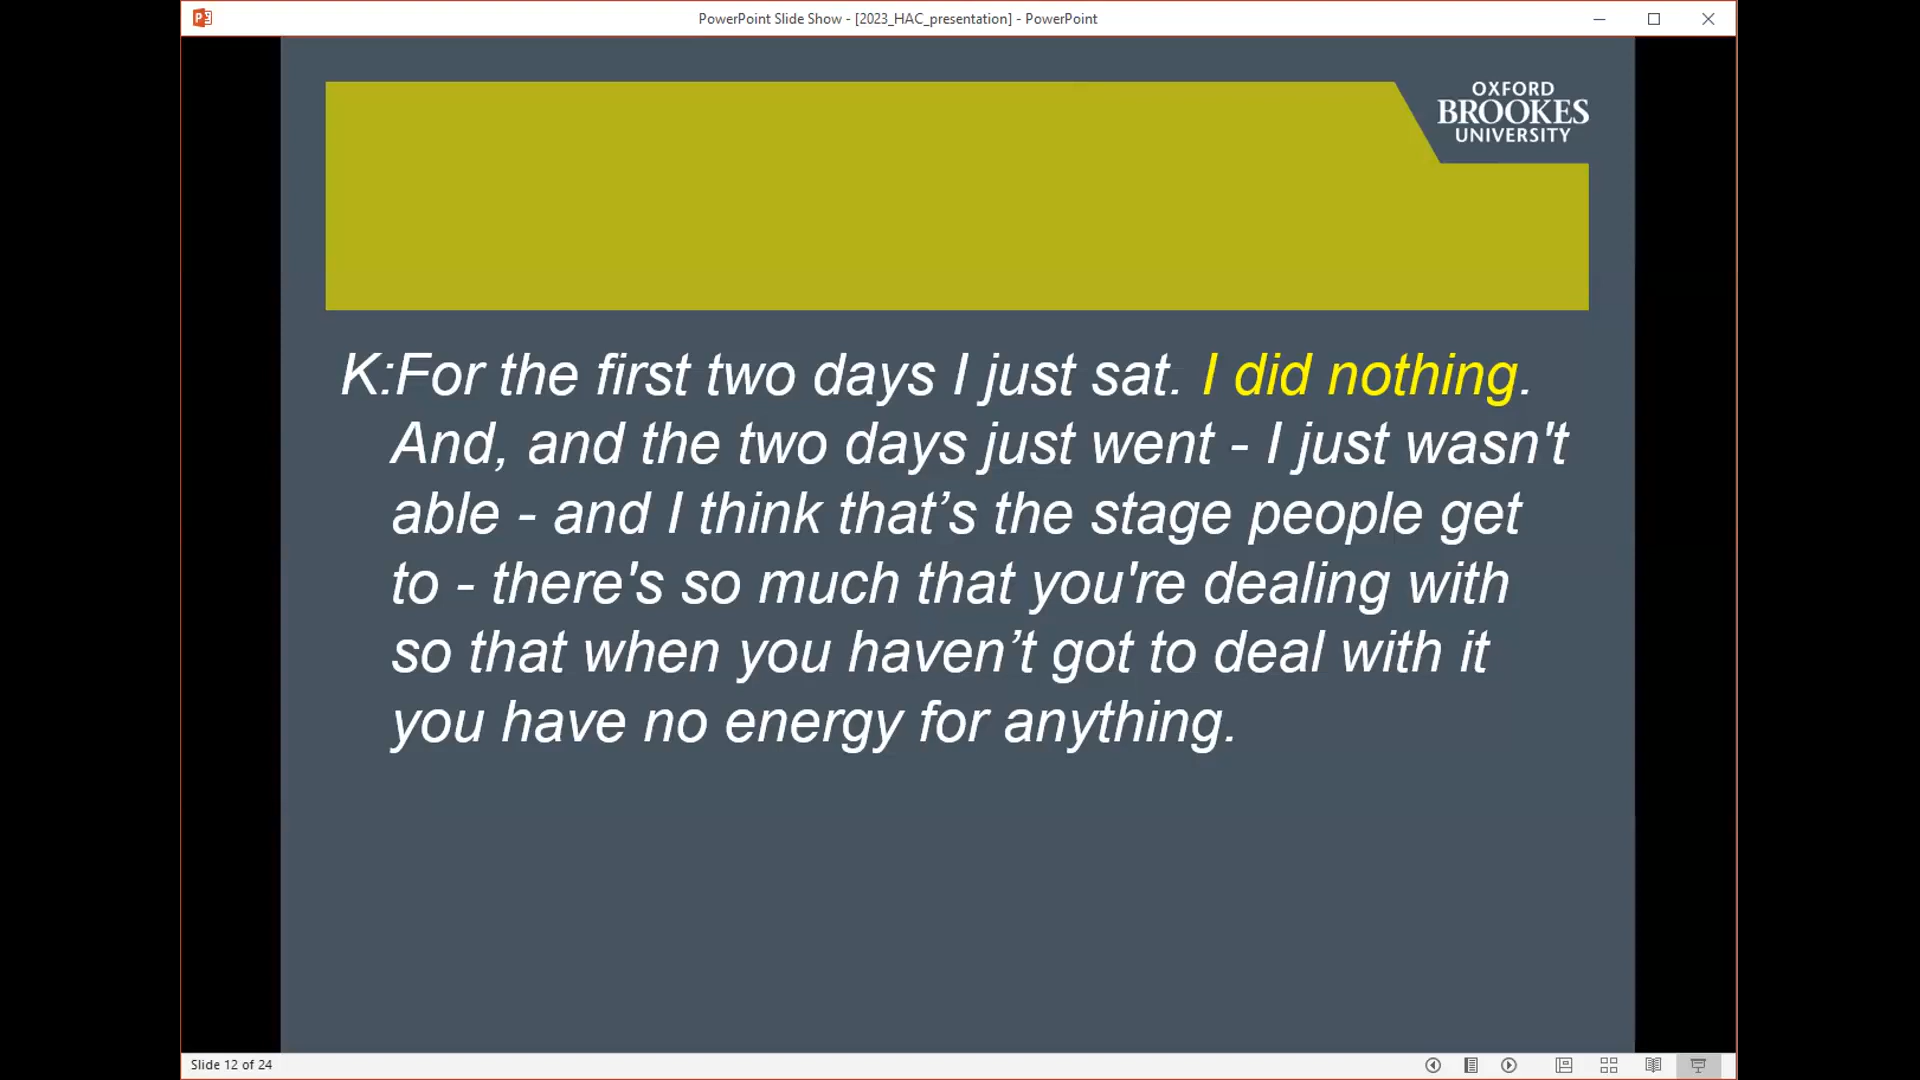 PowerPoint Slide Show - [2023_HAC_presentation] - PowerPoint
OXFORD
BROOKES
UNIVERSITY
K:For the first two days I just sat. I did nothing.
And, and the two days just went - I just wasn't
able - and I think that’s the stage people get
to - there's so much that you're dealing with
so that when you haven’t got to deal with it
you have no energy for anything.
Slide 12 of 24